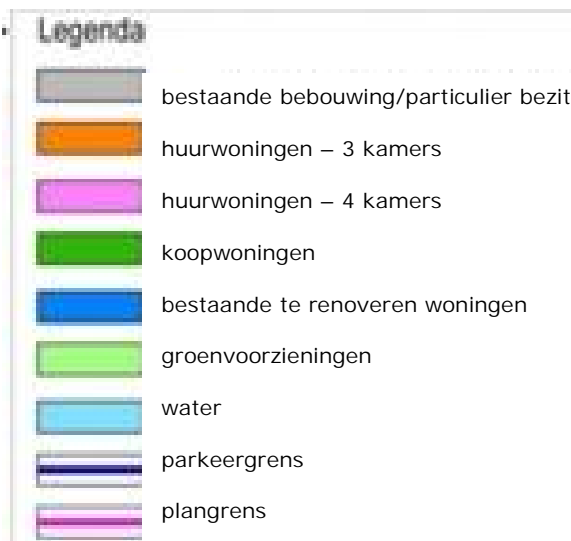 Legenda
bestaande bebouwing/particulier bezit
huurwoningen – 3 kamers
huurwoningen – 4 kamers
koopwoningen
bestaande te renoveren woningen
groenvoorzieningen
water
parkeergrens
plangrens